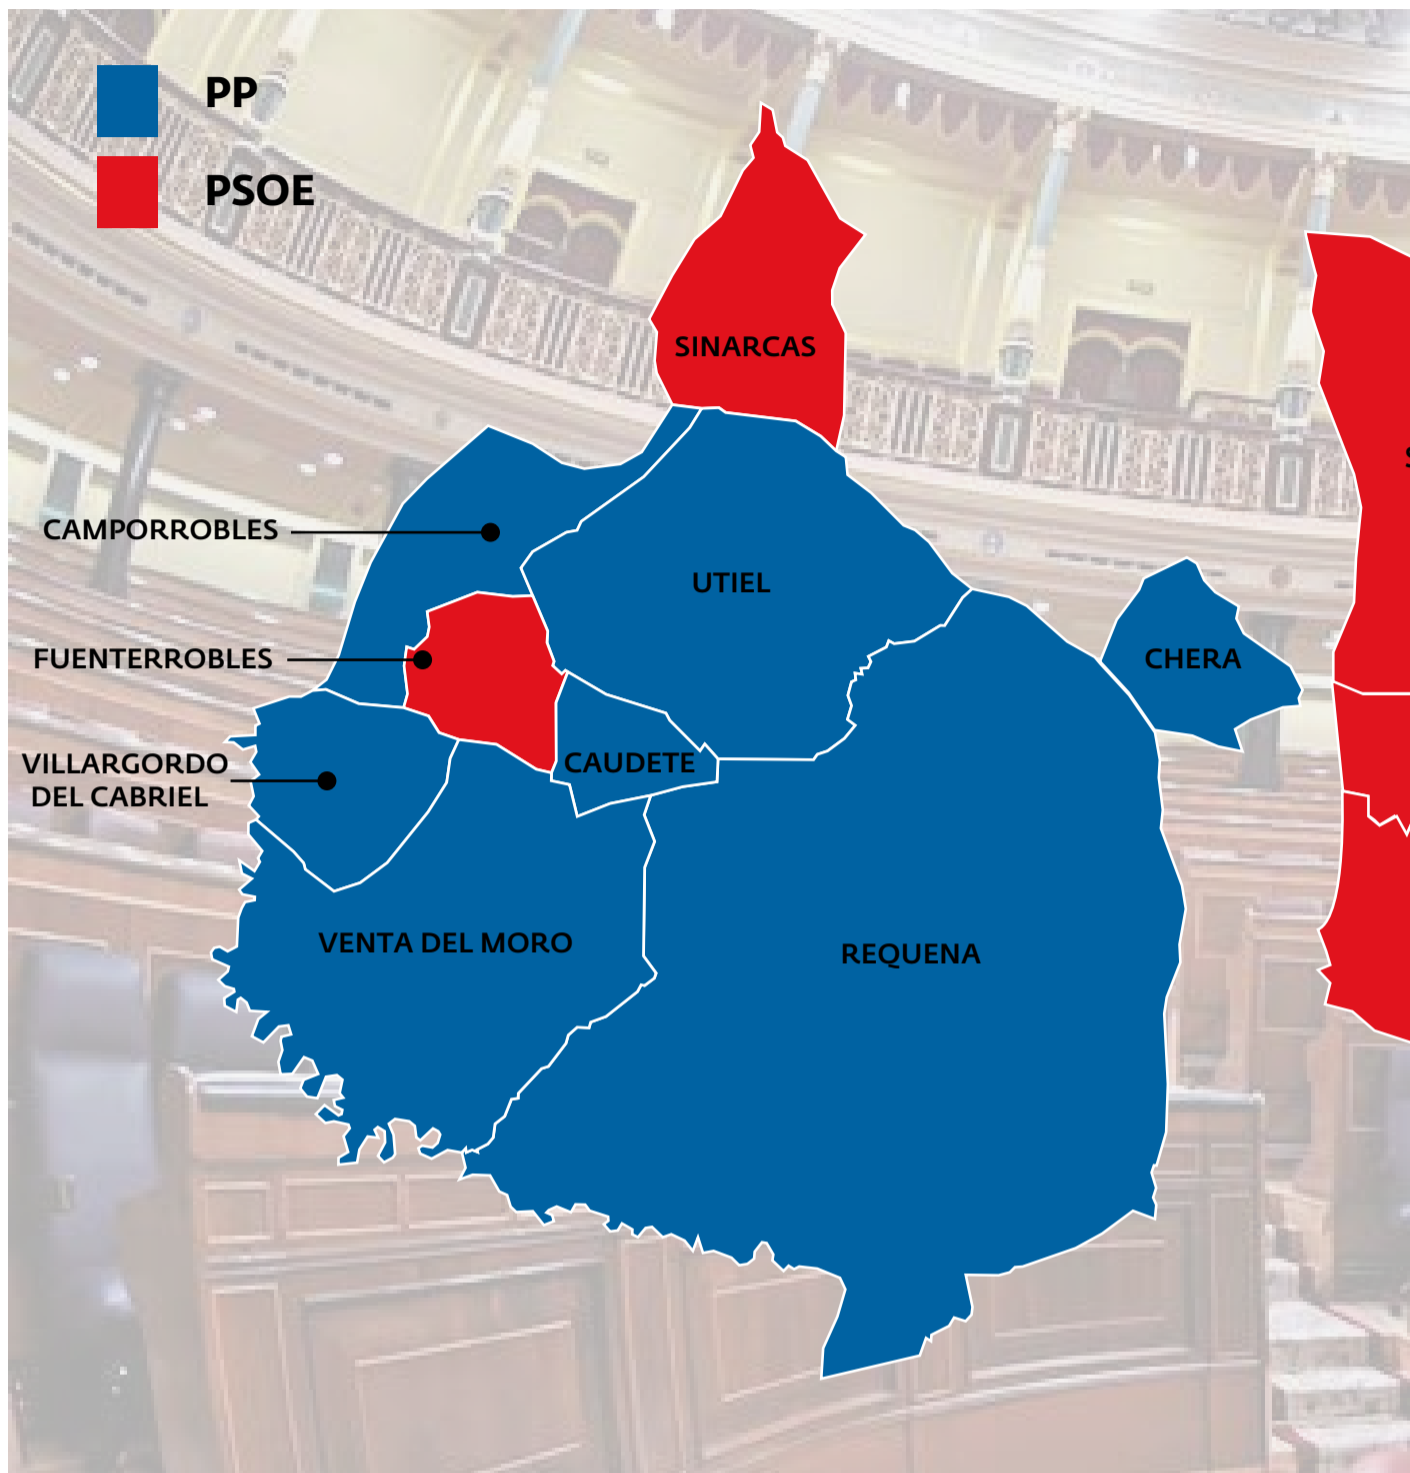 PP
PSOE
SINARCAS
CAMPORROBLES
UTIEL
FUENTERROBLES
CHERA
VILLARGORDO
DEL CABRIEL
CAUDETE
VENTA DEL MORO
REQUENA